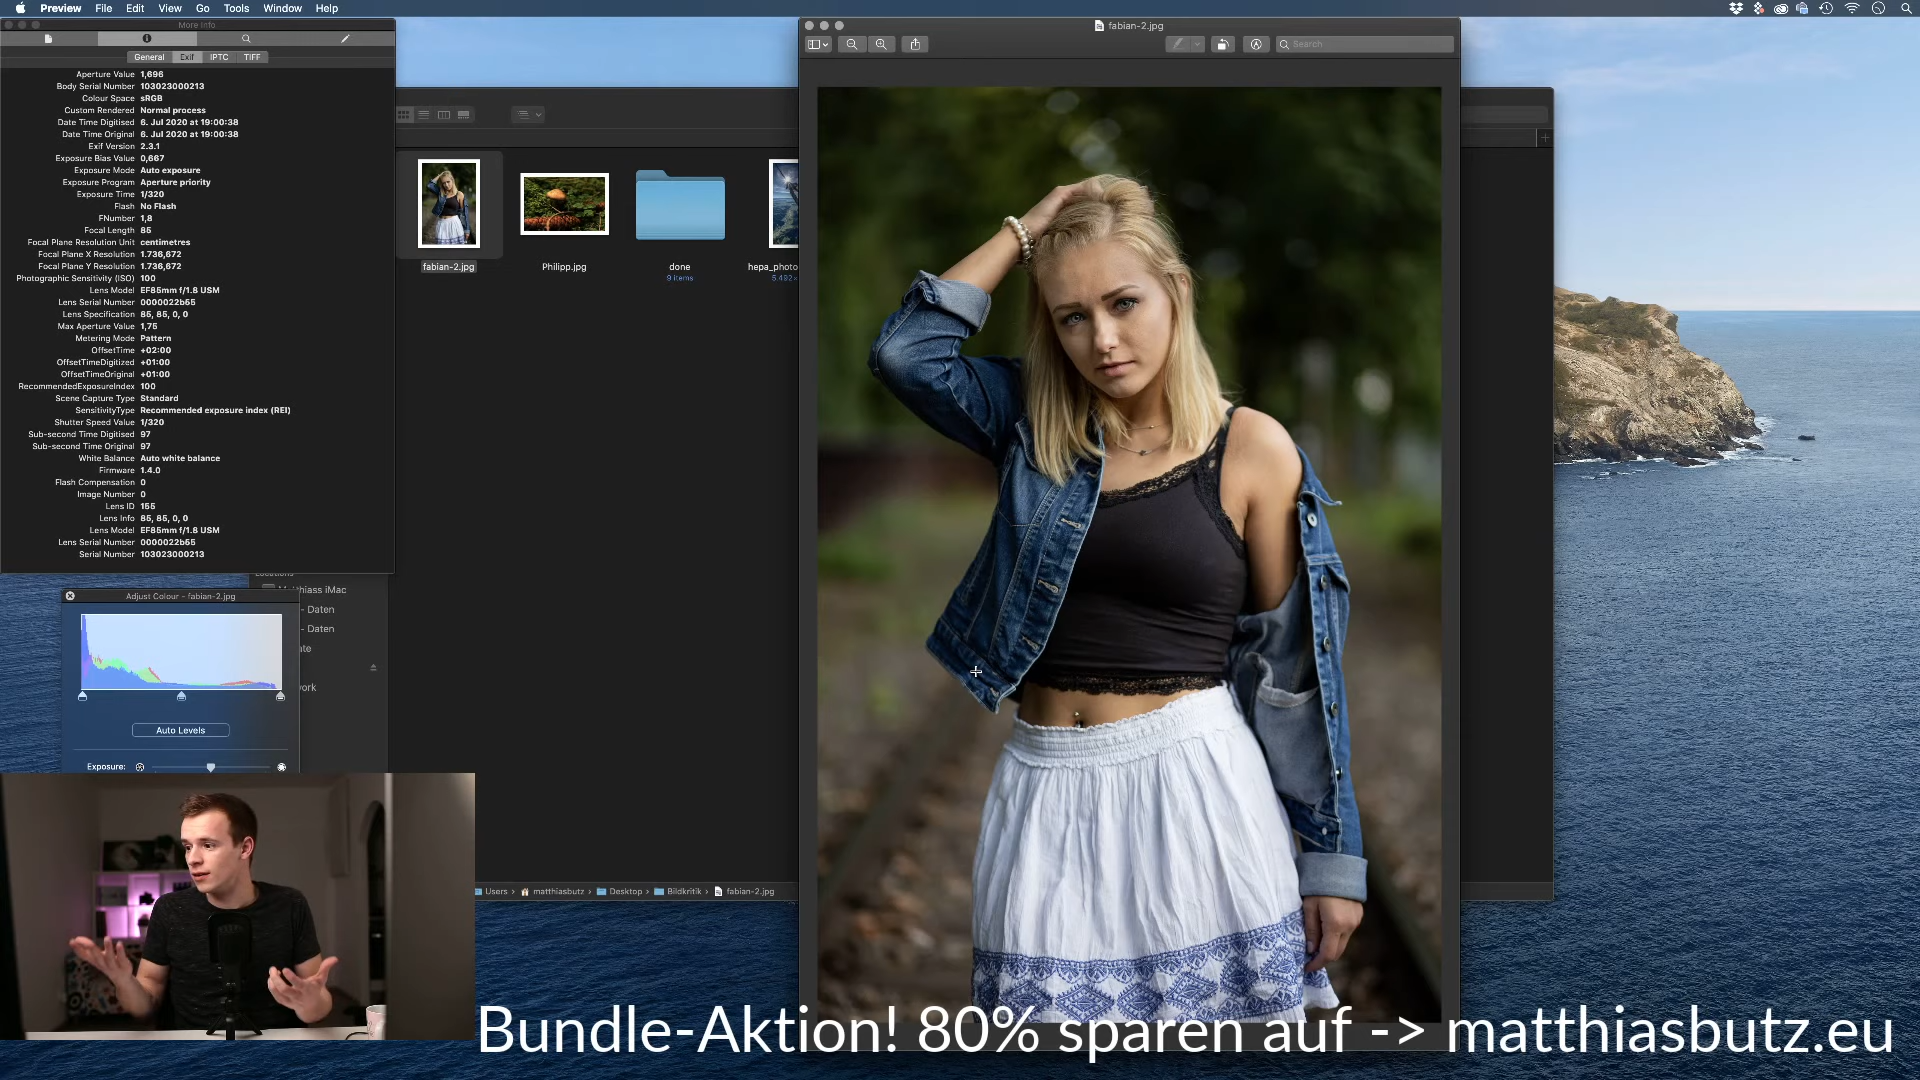 Preview File Edit View Go Tools Window Help
More Info
General Exif IPTC TIFF
Aperture Value 1,696
Body Serial Number 103023000213
Colour Space sRGB
Custom Rendered Normal process
Date Time Digitised 6. Jul 2020 at 19:00:38
Date Time Original 6. Jul 2020 at 19:00:38
Exif Version 2.3.1
Exposure Bias Value 0,667
Exposure Mode Auto exposure
Exposure Program Aperture priority
Exposure Time 1/320
Flash No Flash
FNumber 1,8
Focal Length 85
Focal Plane Resolution Unit centimetres
Focal Plane X Resolution 1.736,672
Focal Plane Y Resolution 1.736,672
Photographic Sensitivity (ISO) 100
Lens Model EF85mm f/1.8 USM
Lens Serial Number 0000022b55
Lens Specification 85, 85, 0, 0
Max Aperture Value 1,75
Metering Mode Pattern
OffsetTime +02:00
OffsetTimeDigitized +01:00
OffsetTimeOriginal +01:00
RecommendedExposureIndex 100
Scene Capture Type Standard
SensitivityType Recommended exposure index (REI)
Shutter Speed Value 1/320
Sub-second Time Digitised 97
Sub-second Time Original 97
White Balance Auto white balance
Firmware 1.4.0
Flash Compensation 0
Image Number 0
Lens ID 155
Lens Info 85, 85, 0, 0
Lens Model EF85mm f/1.8 USM
Lens Serial Number 0000022b55
Serial Number 103023000213
fabian-2.jpg
Search
fabian-2.jpg
Philipp.jpg
done
9 items
hepa_photo
5.492×
Locations
Matthiass iMac
- Daten
- Daten
ate
work
Adjust Colour - fabian-2.jpg
Auto Levels
Exposure:
Users › matthiasbutz › Desktop › Bildkritik › fabian-2.jpg
Bundle-Aktion! 80% sparen auf -> matthiasbutz.eu